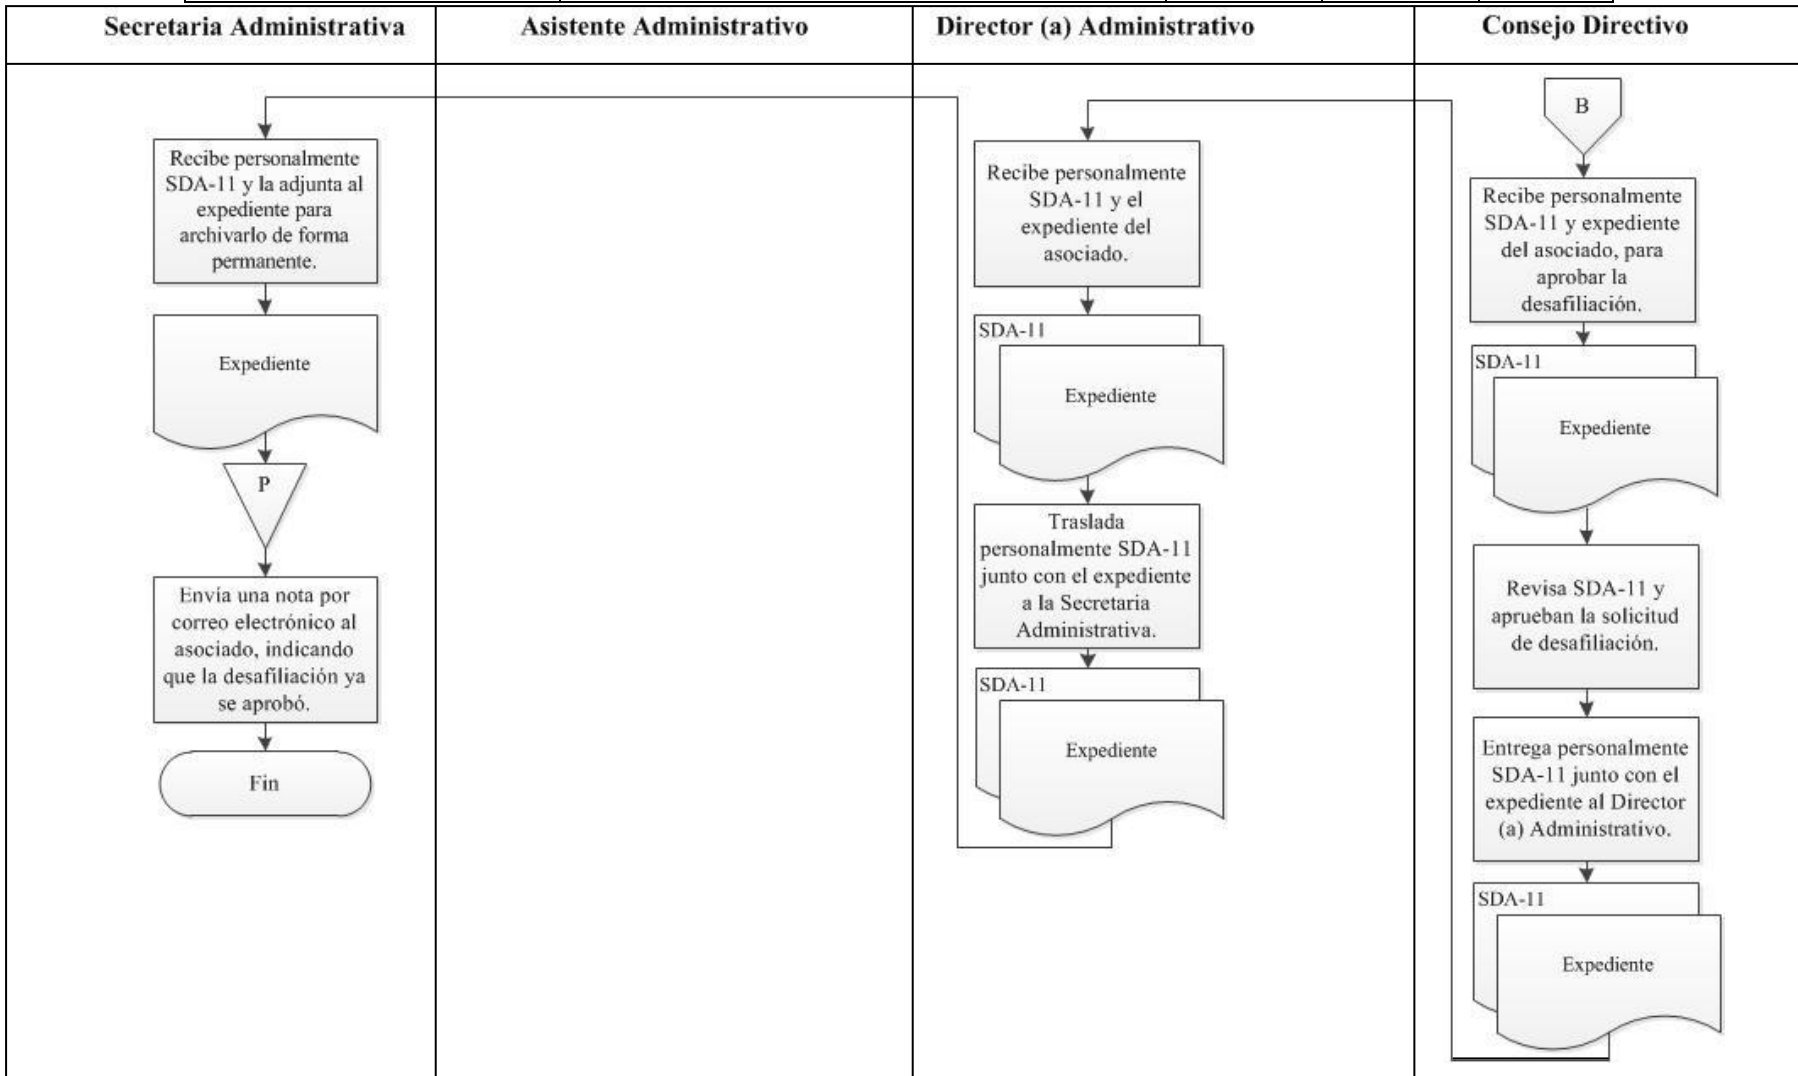 Secretaria Administrativa
Asistente Administrativo
Director (a) Administrativo
Consejo Directivo
Recibe personalmente
SDA-11 y la adjunta al
expediente para
archivarlo de forma
permanente.
Expediente
P
Envía una nota por
correo electrónico al
asociado, indicando
que la desafiliación ya
se aprobó.
Fin
Recibe personalmente
SDA-11 y el
expediente del
asociado.
SDA-11
Expediente
Traslada
personalmente SDA-11
junto con el expediente
a la Secretaria
Administrativa.
SDA-11
Expediente
B
Recibe personalmente
SDA-11 y expediente
del asociado, para
aprobar la
desafiliación.
SDA-11
Expediente
Revisa SDA-11 y
aprueban la solicitud
de desafiliación.
Entrega personalmente
SDA-11 junto con el
expediente al Director
(a) Administrativo.
SDA-11
Expediente